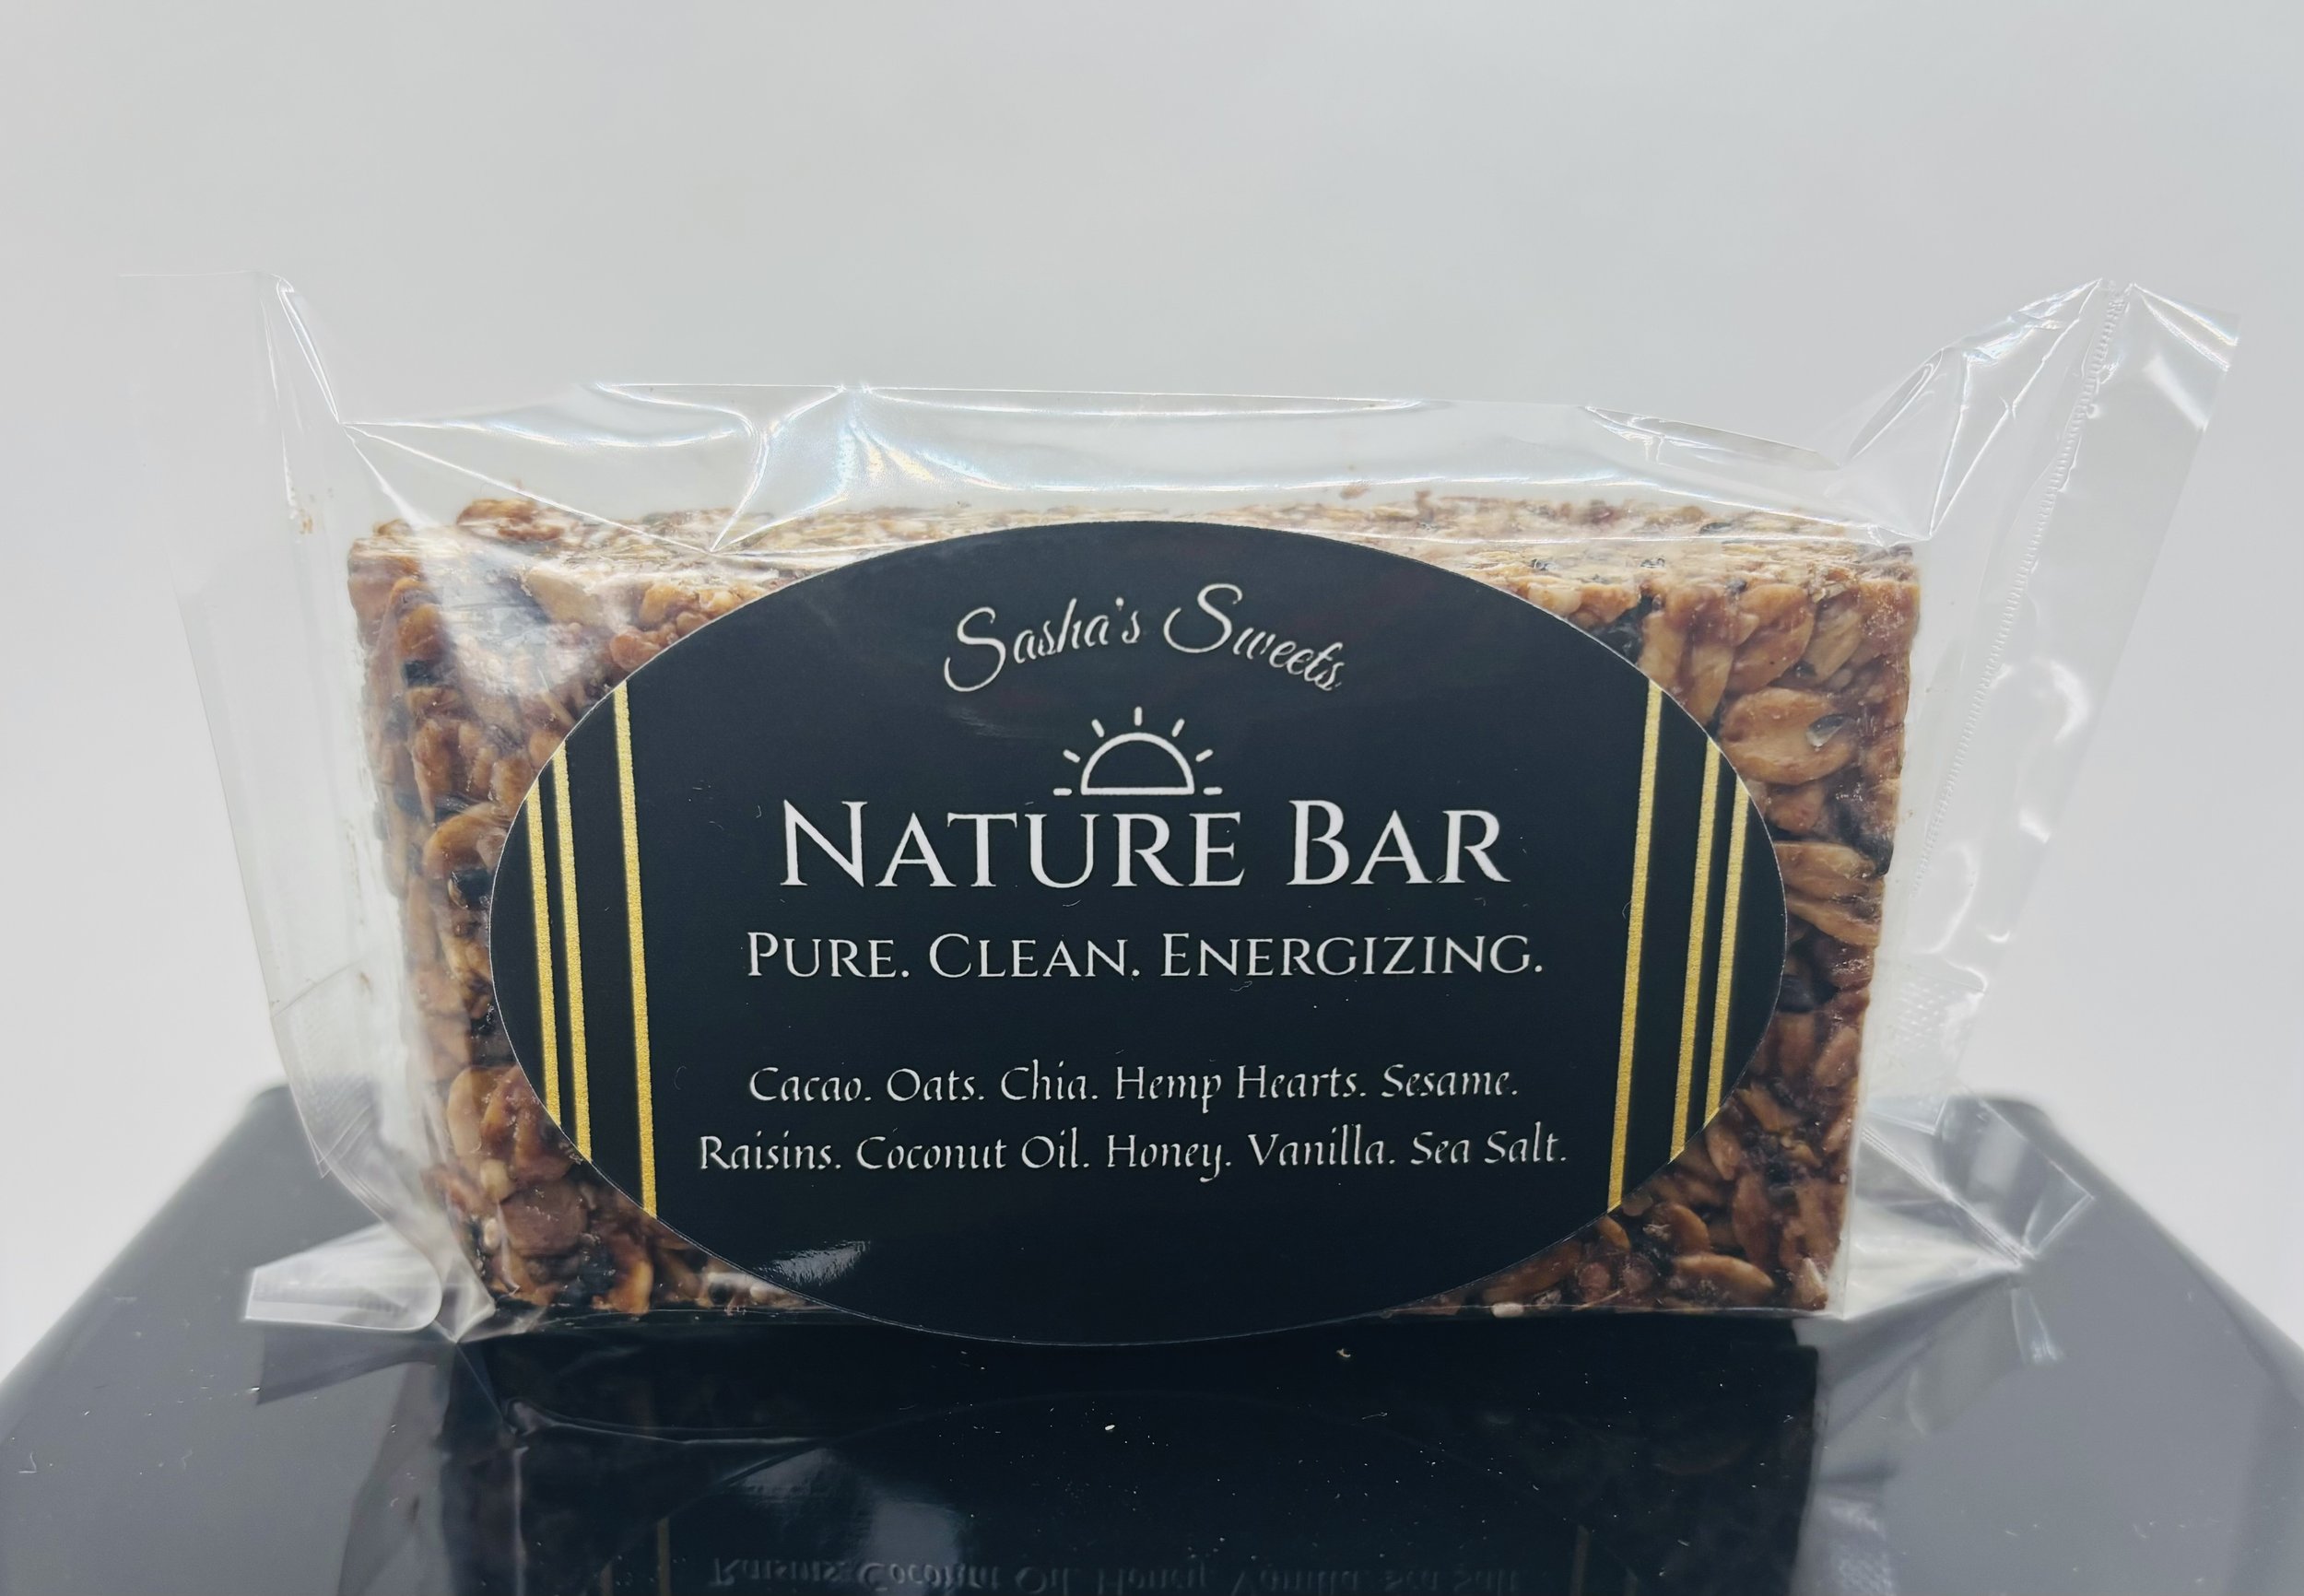 Sasha's Sweets
NATURE BAR
PURE. CLEAN. ENERGIZING.
Cacao. Oats. Chia. Hemp Hearts. Sesame.
Raisins. Coconut Oil. Honey. Vanilla. Sea Salt.